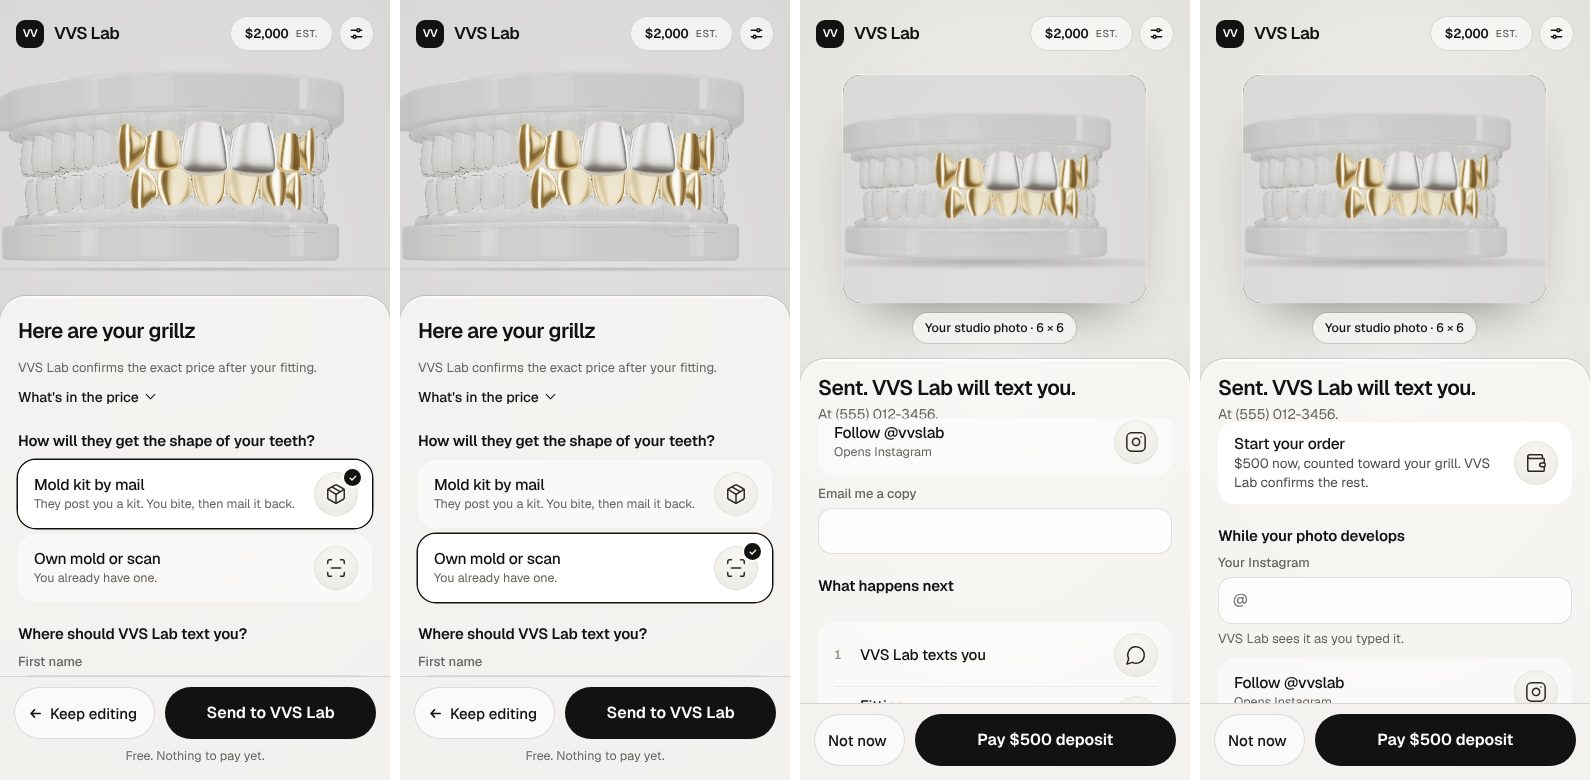 VV VVS Lab $2,000 EST.
Here are your grillz
VVS Lab confirms the exact price after your fitting.
What's in the price
How will they get the shape of your teeth?
Mold kit by mail
They post you a kit. You bite, then mail it back.
Own mold or scan
You already have one.
Where should VVS Lab text you?
First name
← Keep editing
Send to VVS Lab
Free. Nothing to pay yet.
VV VVS Lab $2,000 EST.
Here are your grillz
VVS Lab confirms the exact price after your fitting.
What's in the price
How will they get the shape of your teeth?
Mold kit by mail
They post you a kit. You bite, then mail it back.
Own mold or scan
You already have one.
Where should VVS Lab text you?
First name
← Keep editing
Send to VVS Lab
Free. Nothing to pay yet.
VV VVS Lab $2,000 EST.
Your studio photo · 6 × 6
Sent. VVS Lab will text you.
At (555) 012-3456.
Follow @vvslab
Opens Instagram
Email me a copy
What happens next
1 VVS Lab texts you
Not now
Pay $500 deposit
VV VVS Lab $2,000 EST.
Your studio photo · 6 × 6
Sent. VVS Lab will text you.
At (555) 012-3456.
Start your order
$500 now, counted toward your grill. VVS
Lab confirms the rest.
While your photo develops
Your Instagram
@
VVS Lab sees it as you typed it.
Follow @vvslab
Opens Instagram
Not now
Pay $500 deposit